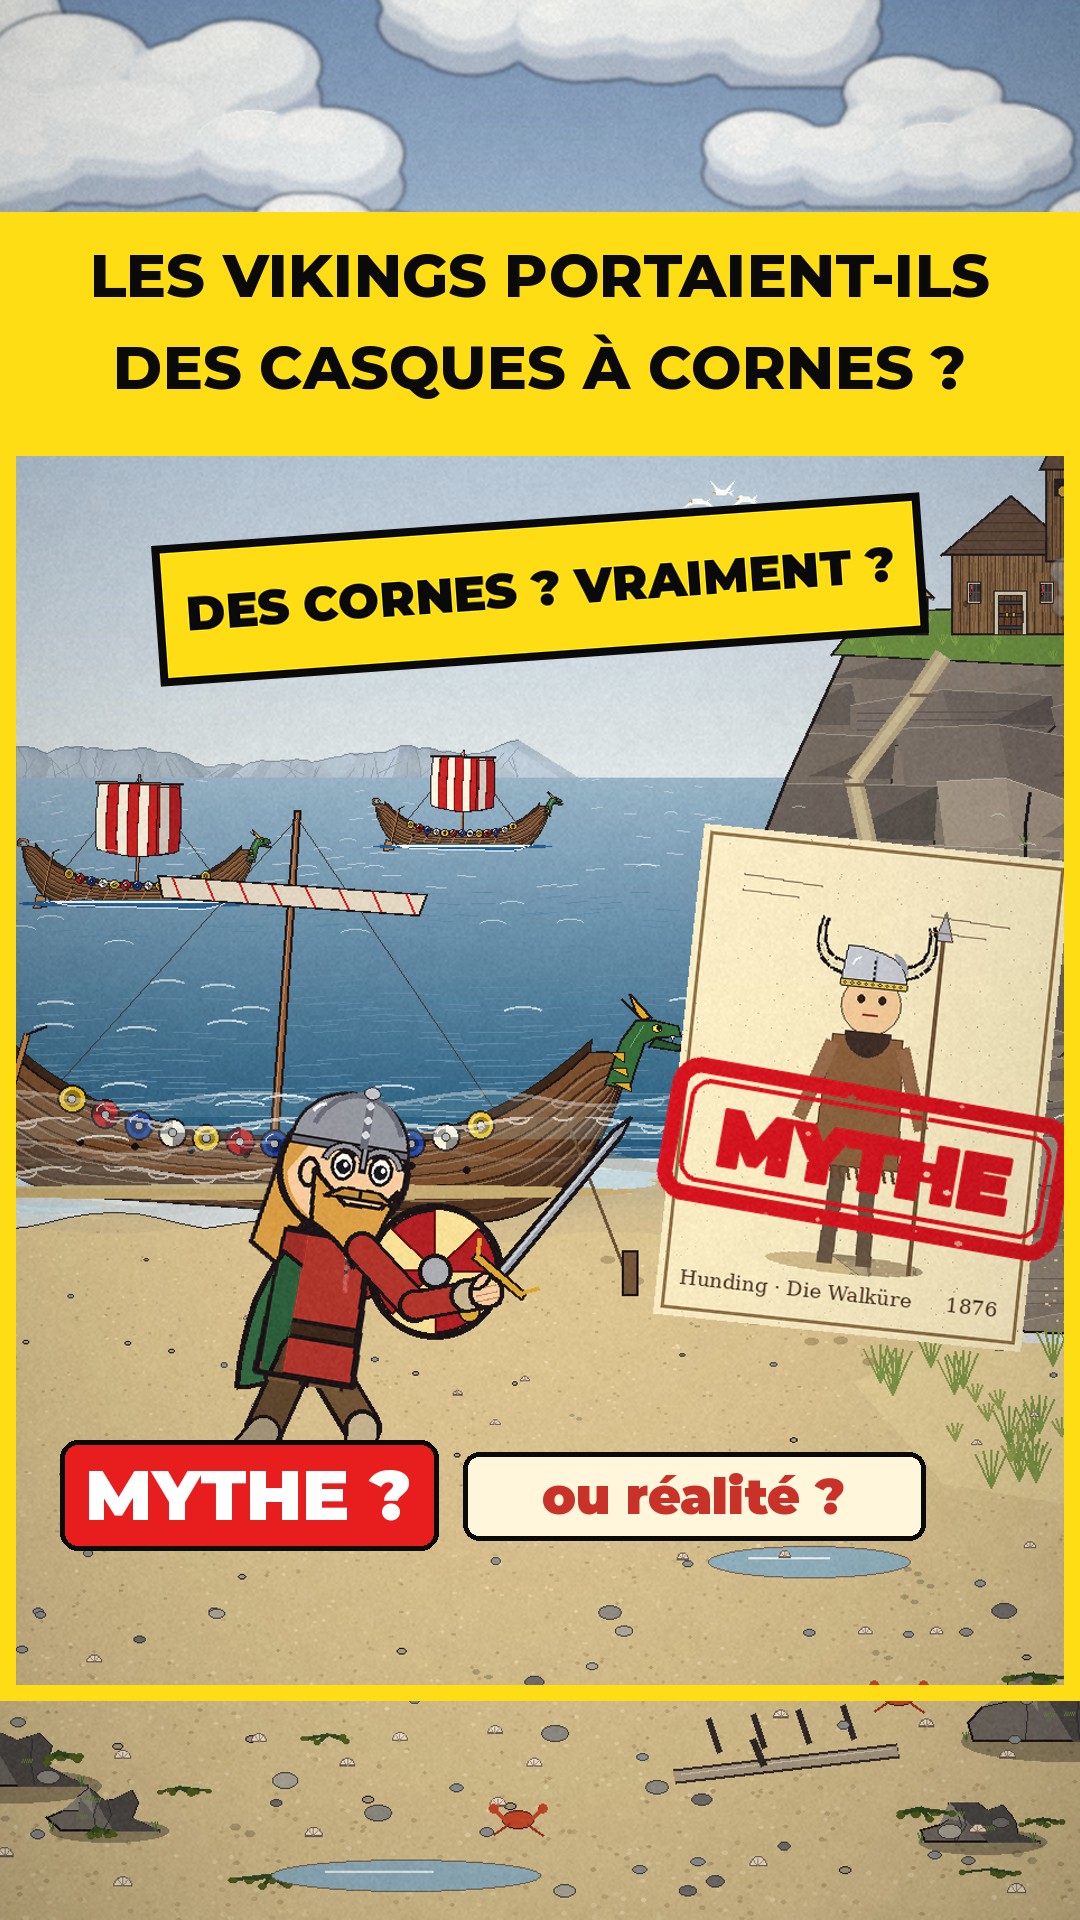 LES VIKINGS PORTAIENT-ILS
DES CASQUES À CORNES ?
DES CORNES ? VRAIMENT ?
MYTHE
Hunding · Die Walküre 1876
MYTHE ?
ou réalité ?